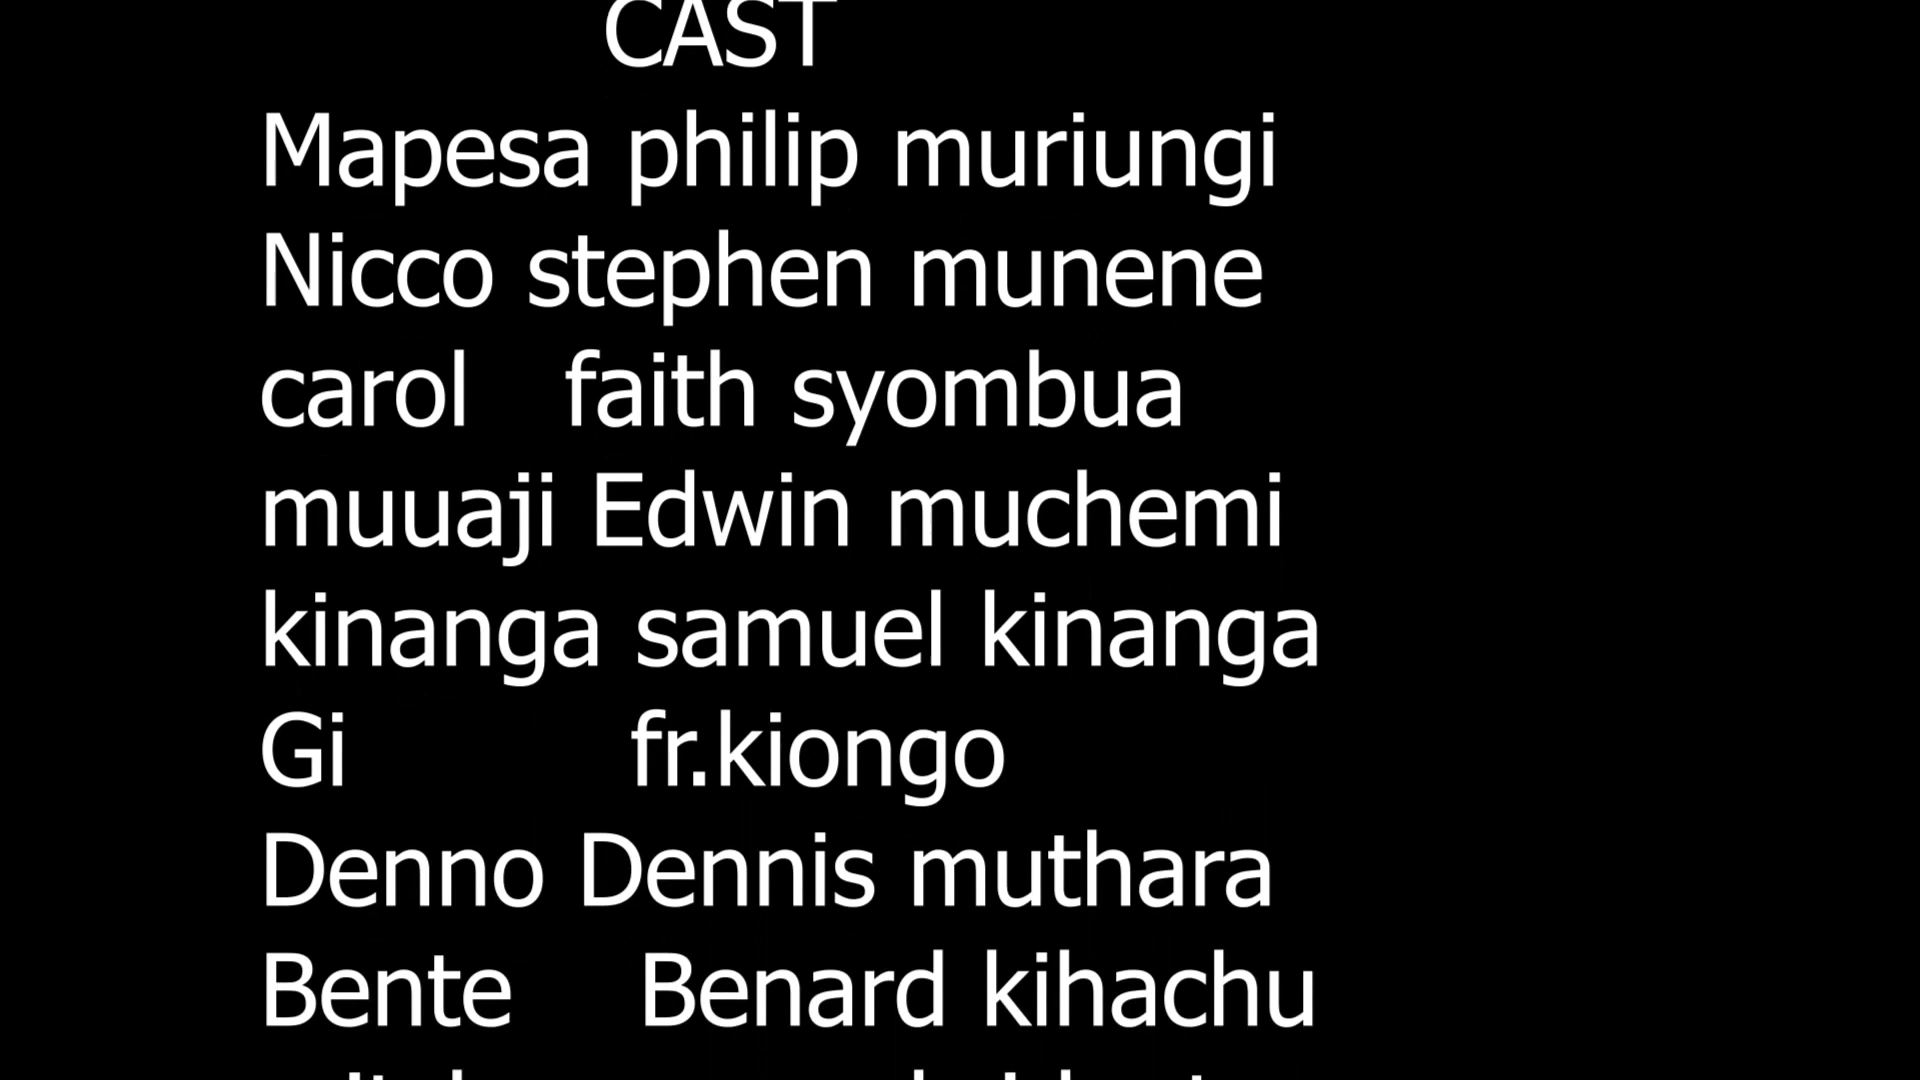 CAST
Mapesa philip muriungi
Nicco stephen munene
carol faith syombua
muuaji Edwin muchemi
kinanga samuel kinanga
Gi fr.kiongo
Denno Dennis muthara
Bente Benard kihachu